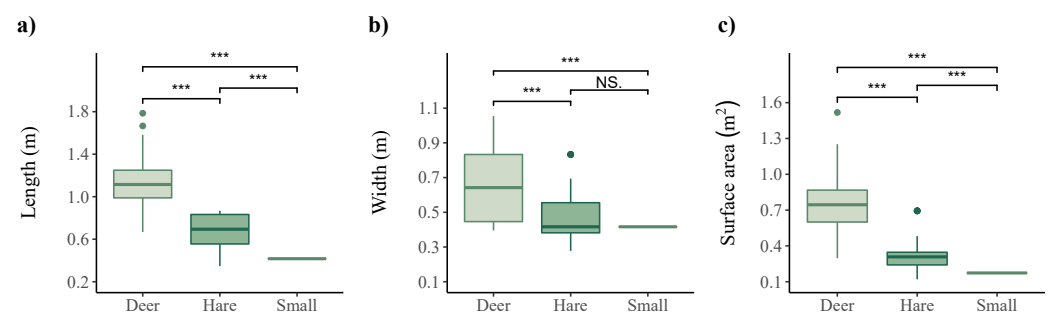 a)
***
***
***
Length (m)
1.8
1.4
1.1
0.6
0.2
Deer
Hare
Small
b)
***
***
NS.
Width (m)
1.1
0.9
0.7
0.5
0.3
0.1
Deer
Hare
Small
c)
***
***
***
Surface area (m²)
1.6
1.3
1.0
0.7
0.4
0.1
Deer
Hare
Small